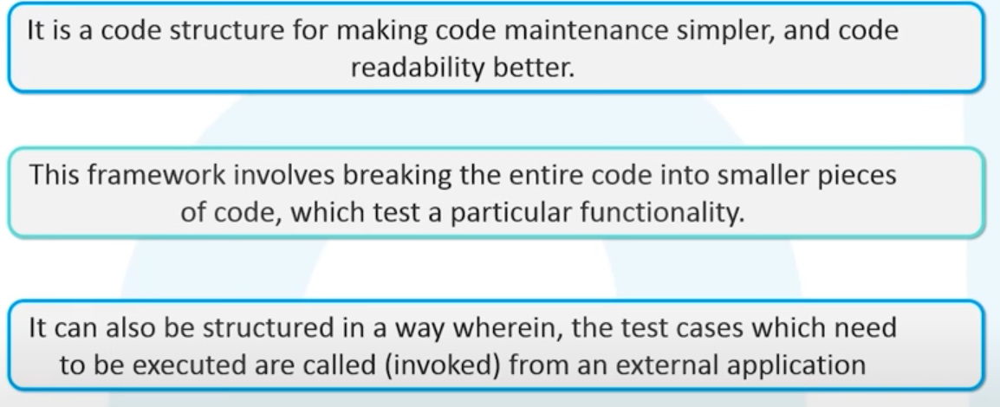 It is a code structure for making code maintenance simpler, and code
readability better.
This framework involves breaking the entire code into smaller pieces
of code, which test a particular functionality.
It can also be structured in a way wherein, the test cases which need
to be executed are called (invoked) from an external application